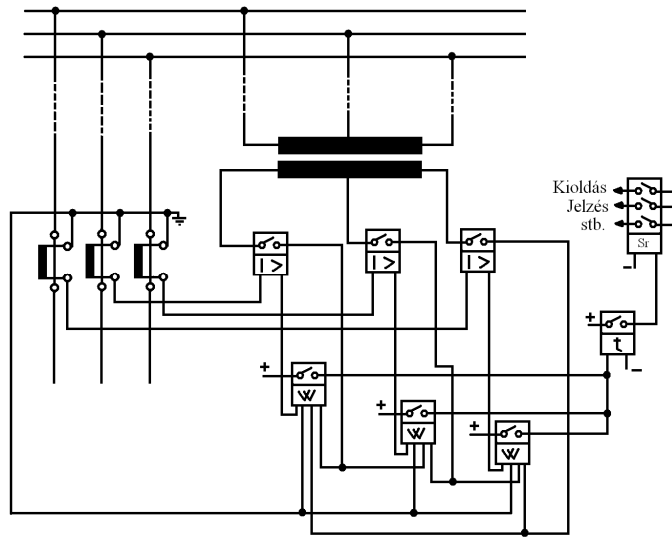 Kioldás
Jelzés
stb.
Sr
–
I >
I >
I >
+
t
–
+
W
+
W
+
W